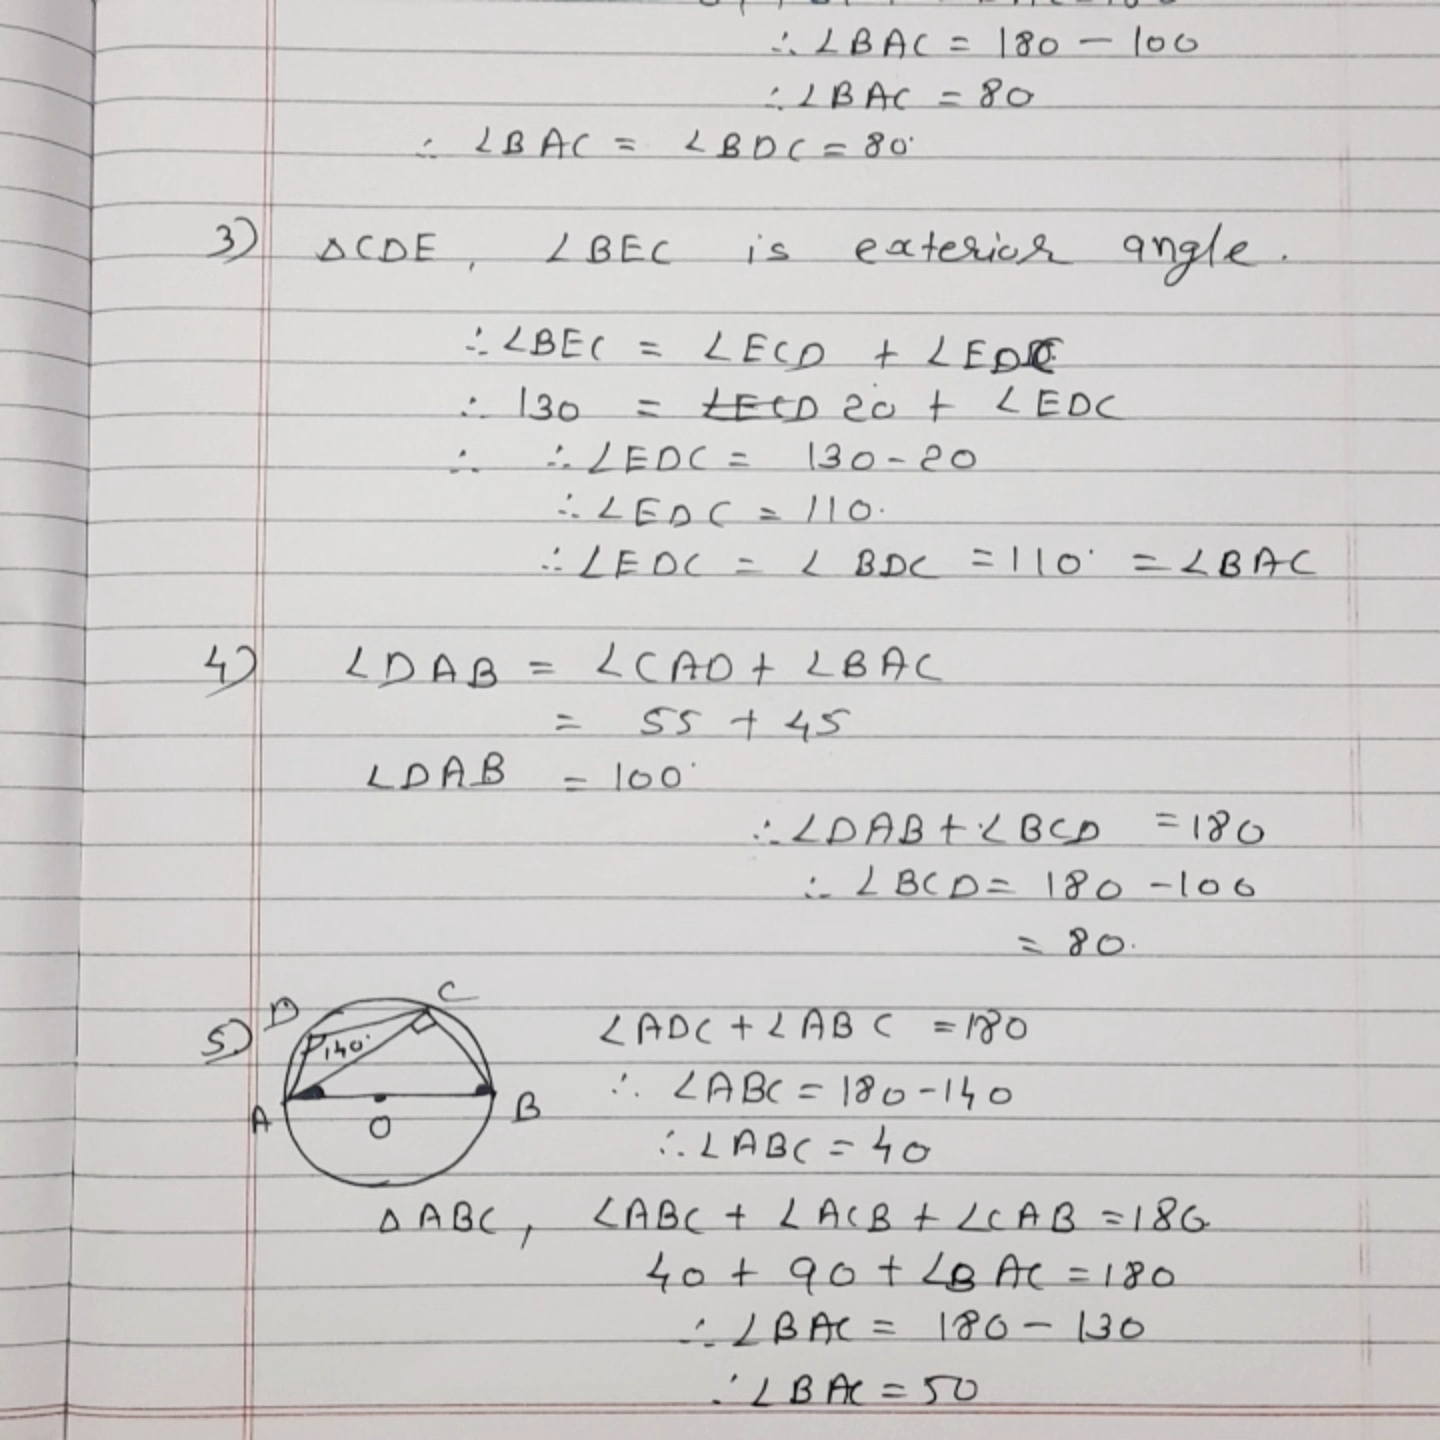 ∴ ∠BAC = 180 - 100
∴ ∠BAC = 80
∴ ∠BAC = ∠BDC = 80°
3) △CDE, ∠BEC is exterior angle.
∴ ∠BEC = ∠ECD + ∠EDC
∴ 130 = ∠ECD 20 + ∠EDC
∴ ∴ ∠EDC = 130-20
∴ ∠EDC = 110.
∴ ∠EDC = ∠BDC = 110° = ∠BAC
4) ∠DAB = ∠CAD + ∠BAC
= 55 + 45
∠DAB = 100°
∴ ∠DAB + ∠BCD = 180
∴ ∠BCD = 180 - 100
= 80.
5) D C
140°
A O B
∠ADC + ∠ABC = 180
∴ ∠ABC = 180-140
∴ ∠ABC = 40
△ABC, ∠ABC + ∠ACB + ∠CAB = 180
40 + 90 + ∠BAC = 180
∴ ∠BAC = 180 - 130
∴ ∠BAC = 50